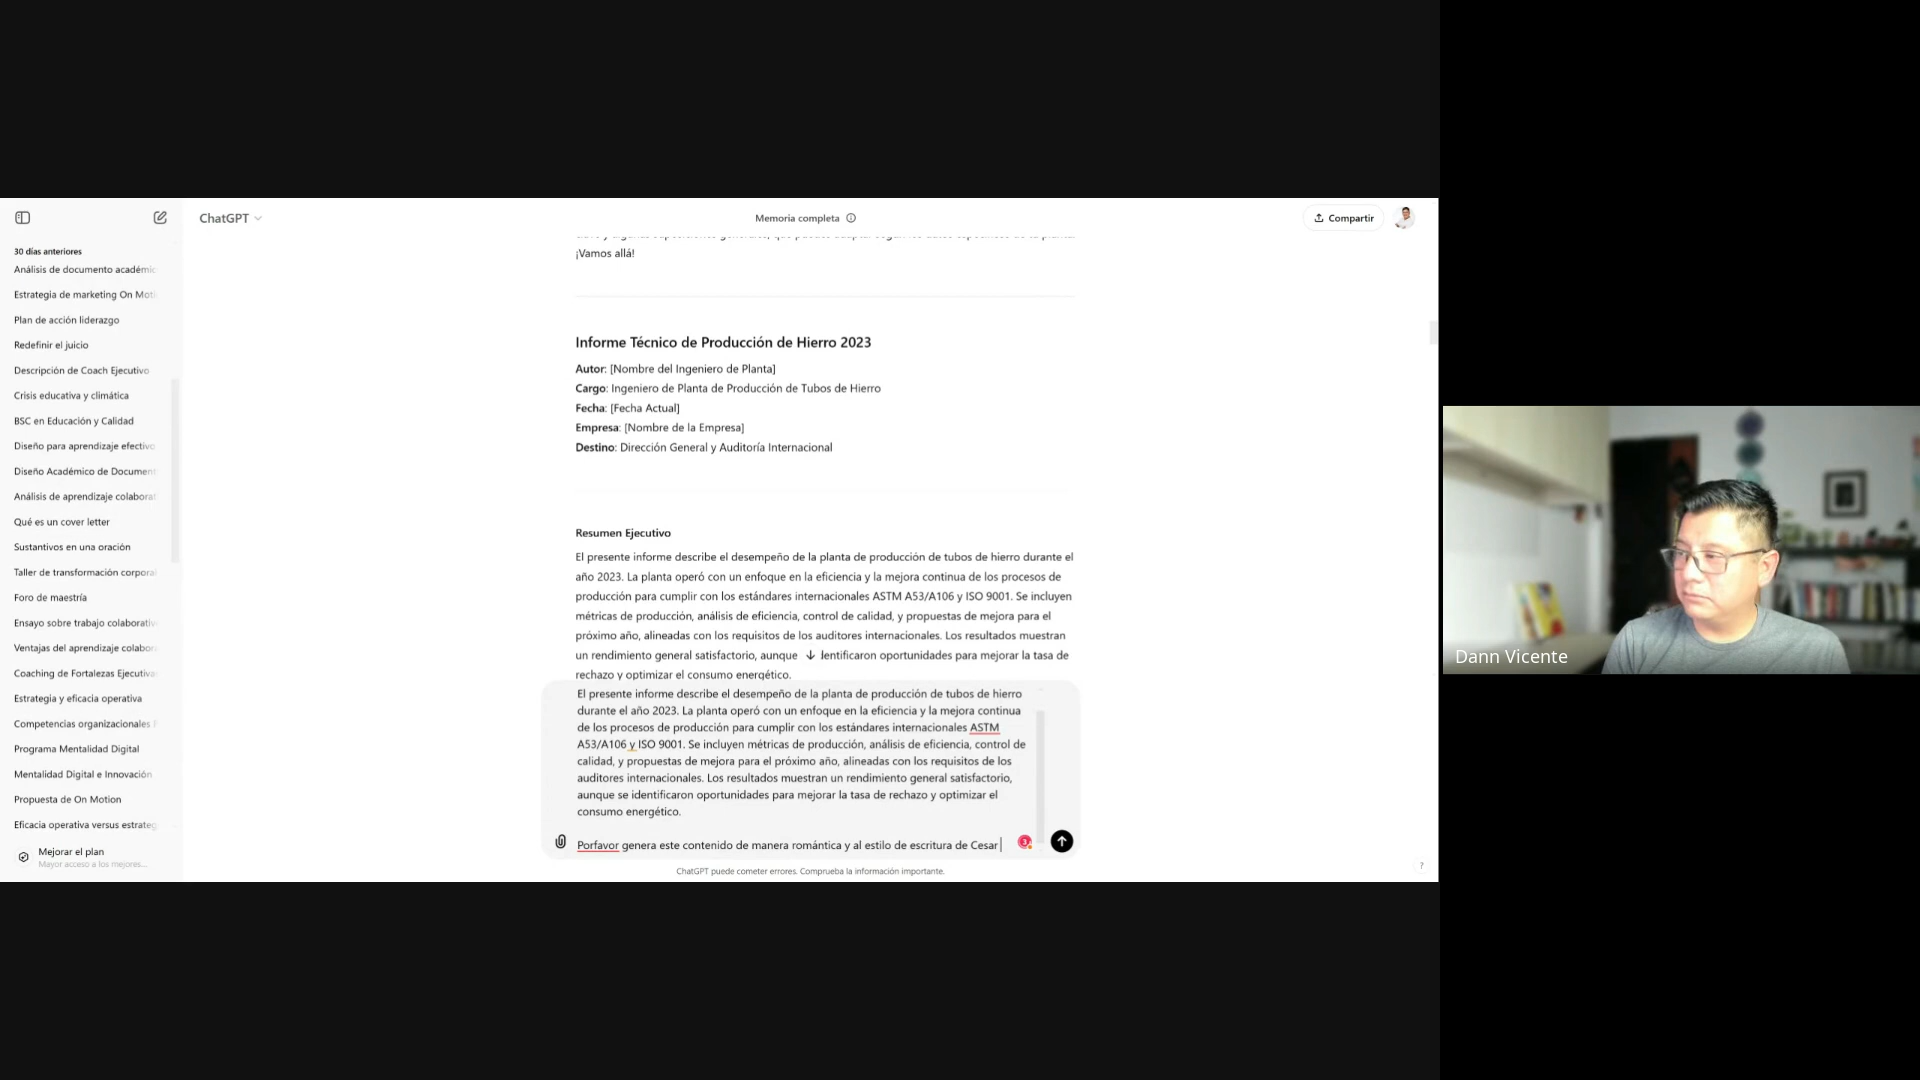 ChatGPT
Memoria completa
Compartir
30 días anteriores
Análisis de documento académic
Estrategia de marketing On Moti
Plan de acción liderazgo
Redefinir el juicio
Descripción de Coach Ejecutivo
Crisis educativa y climática
BSC en Educación y Calidad
Diseño para aprendizaje efectivo
Diseño Académico de Document
Análisis de aprendizaje colaborat
Qué es un cover letter
Sustantivos en una oración
Taller de transformación corporal
Foro de maestría
Ensayo sobre trabajo colaborativo
Ventajas del aprendizaje colabor
Coaching de Fortalezas Ejecutiva
Estrategia y eficacia operativa
Competencias organizacionales
Programa Mentalidad Digital
Mentalidad Digital e Innovación
Propuesta de On Motion
Eficacia operativa versus estrateg
Mejorar el plan
Mayor acceso a los mejores...
¡Vamos allá!
Informe Técnico de Producción de Hierro 2023
Autor: [Nombre del Ingeniero de Planta]
Cargo: Ingeniero de Planta de Producción de Tubos de Hierro
Fecha: [Fecha Actual]
Empresa: [Nombre de la Empresa]
Destino: Dirección General y Auditoría Internacional
Resumen Ejecutivo
El presente informe describe el desempeño de la planta de producción de tubos de hierro durante el
año 2023. La planta operó con un enfoque en la eficiencia y la mejora continua de los procesos de
producción para cumplir con los estándares internacionales ASTM A53/A106 y ISO 9001. Se incluyen
métricas de producción, análisis de eficiencia, control de calidad, y propuestas de mejora para el
próximo año, alineadas con los requisitos de los auditores internacionales. Los resultados muestran
un rendimiento general satisfactorio, aunque lentificaron oportunidades para mejorar la tasa de
rechazo y optimizar el consumo energético.
El presente informe describe el desempeño de la planta de producción de tubos de hierro
durante el año 2023. La planta operó con un enfoque en la eficiencia y la mejora continua
de los procesos de producción para cumplir con los estándares internacionales ASTM
A53/A106 y ISO 9001. Se incluyen métricas de producción, análisis de eficiencia, control de
calidad, y propuestas de mejora para el próximo año, alineadas con los requisitos de los
auditores internacionales. Los resultados muestran un rendimiento general satisfactorio,
aunque se identificaron oportunidades para mejorar la tasa de rechazo y optimizar el
consumo energético.
Porfavor genera este contenido de manera romántica y al estilo de escritura de Cesar
3
ChatGPT puede cometer errores. Comprueba la información importante.
?
Dann Vicente